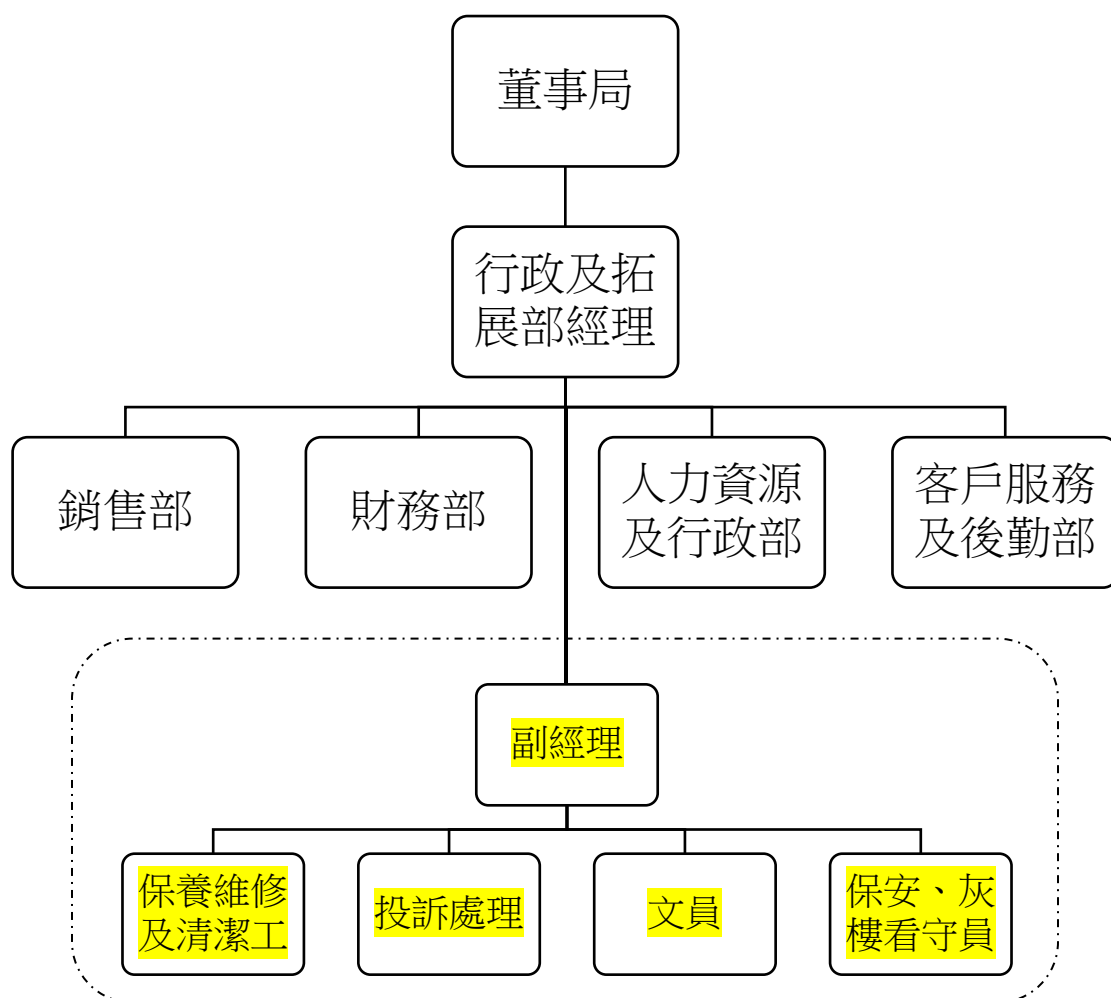 董事局
行政及拓
展部經理
銷售部
財務部
人力資源
及行政部
客戶服務
及後勤部
副經理
保養維修
及清潔工
投訴處理
文員
保安、灰
樓看守員